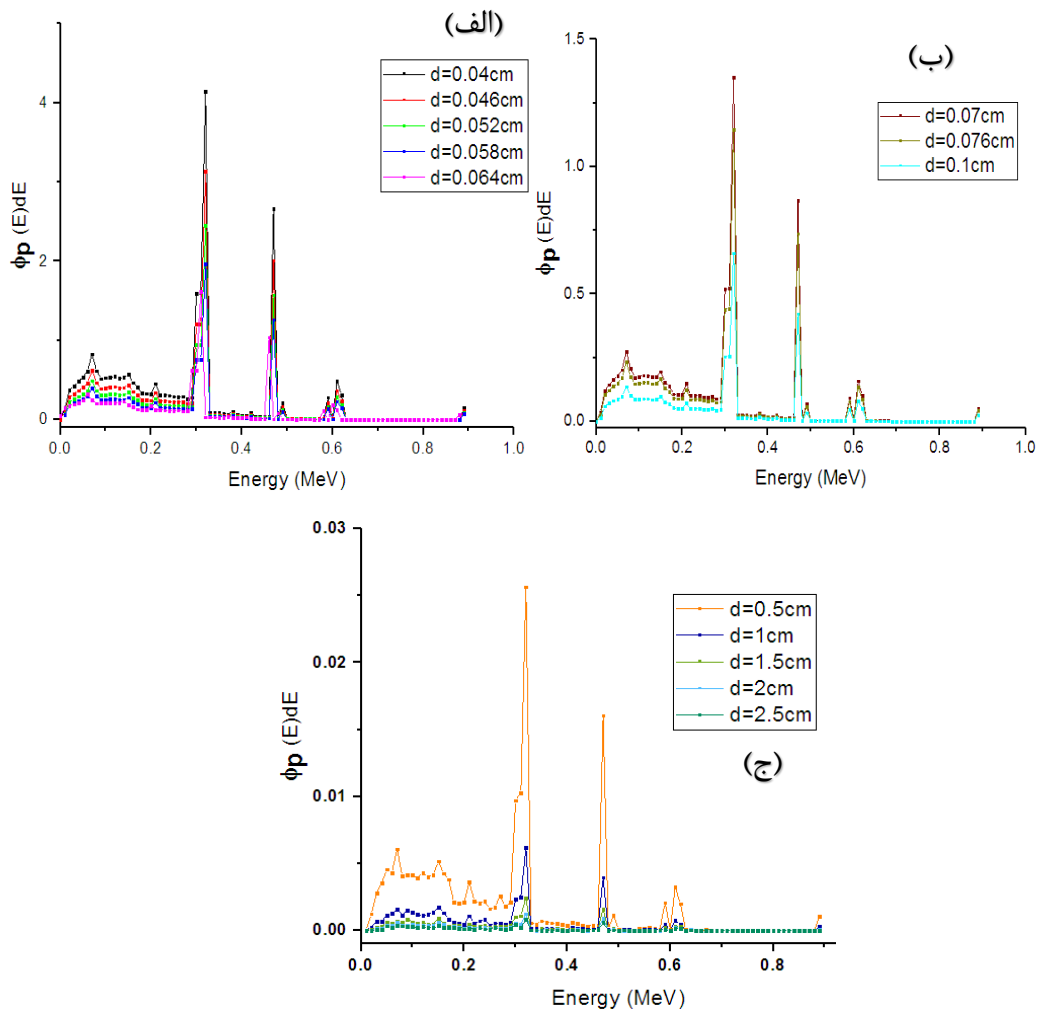 (الف)
d=0.04cm
d=0.046cm
d=0.052cm
d=0.058cm
d=0.064cm
4
2
0
ϕp (E)dE
0.0 0.2 0.4 0.6 0.8 1.0
Energy (MeV)
(ب)
d=0.07cm
d=0.076cm
d=0.1cm
1.5
1.0
0.5
0.0
ϕp (E)dE
0.0 0.2 0.4 0.6 0.8 1.0
Energy (MeV)
0.03
0.02
0.01
0.00
ϕp (E)dE
d=0.5cm
d=1cm
d=1.5cm
d=2cm
d=2.5cm
(ج)
0.0 0.2 0.4 0.6 0.8
Energy (MeV)